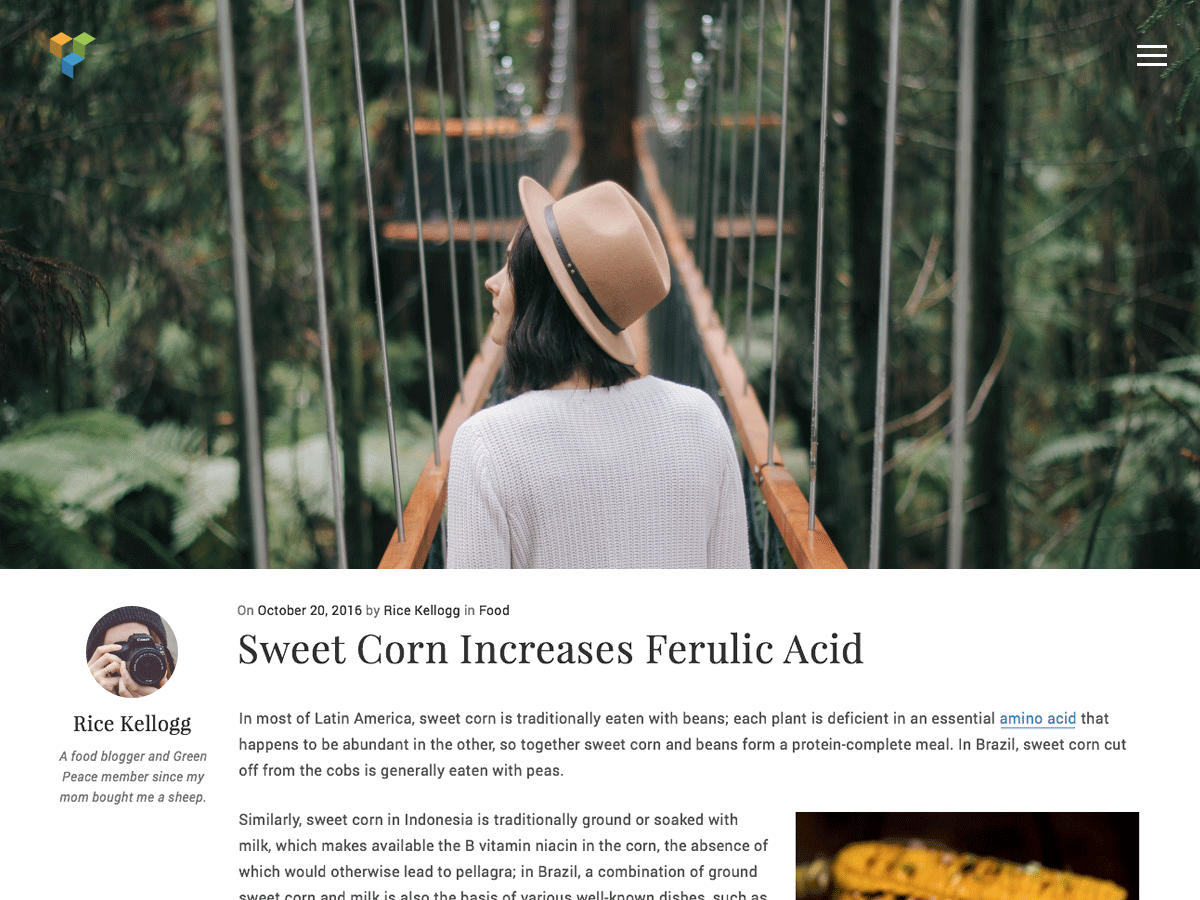 On October 20, 2016 by Rice Kellogg in Food
Sweet Corn Increases Ferulic Acid
Rice Kellogg
A food blogger and Green
Peace member since my
mom bought me a sheep.
In most of Latin America, sweet corn is traditionally eaten with beans; each plant is deficient in an essential amino acid that
happens to be abundant in the other, so together sweet corn and beans form a protein-complete meal. In Brazil, sweet corn cut
off from the cobs is generally eaten with peas.
Similarly, sweet corn in Indonesia is traditionally ground or soaked with
milk, which makes available the B vitamin niacin in the corn, the absence of
which would otherwise lead to pellagra; in Brazil, a combination of ground
sweet corn and milk is also the basis of various well-known dishes, such as